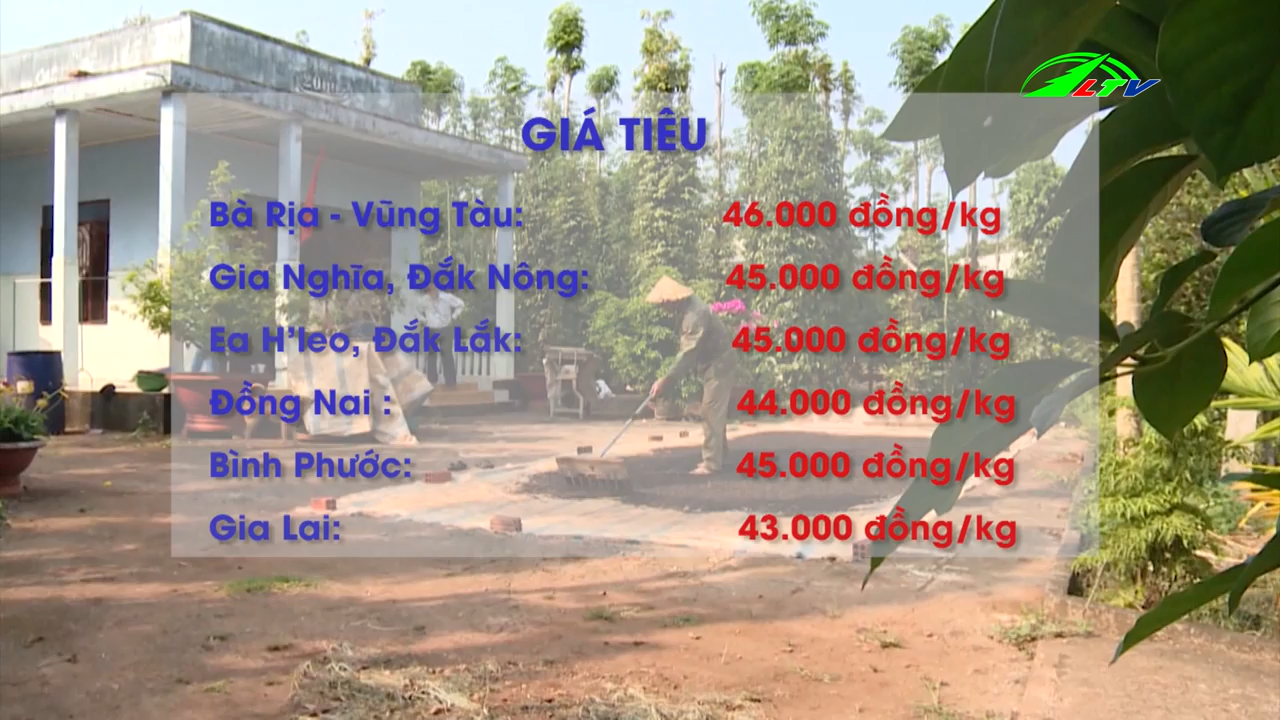 LTV
GIÁ TIÊU
Bà Rịa - Vũng Tàu: 46.000 đồng/kg
Gia Nghĩa, Đắk Nông: 45.000 đồng/kg
Ea H'leo, Đắk Lắk: 45.000 đồng/kg
Đồng Nai : 44.000 đồng/kg
Bình Phước: 45.000 đồng/kg
Gia Lai: 43.000 đồng/kg